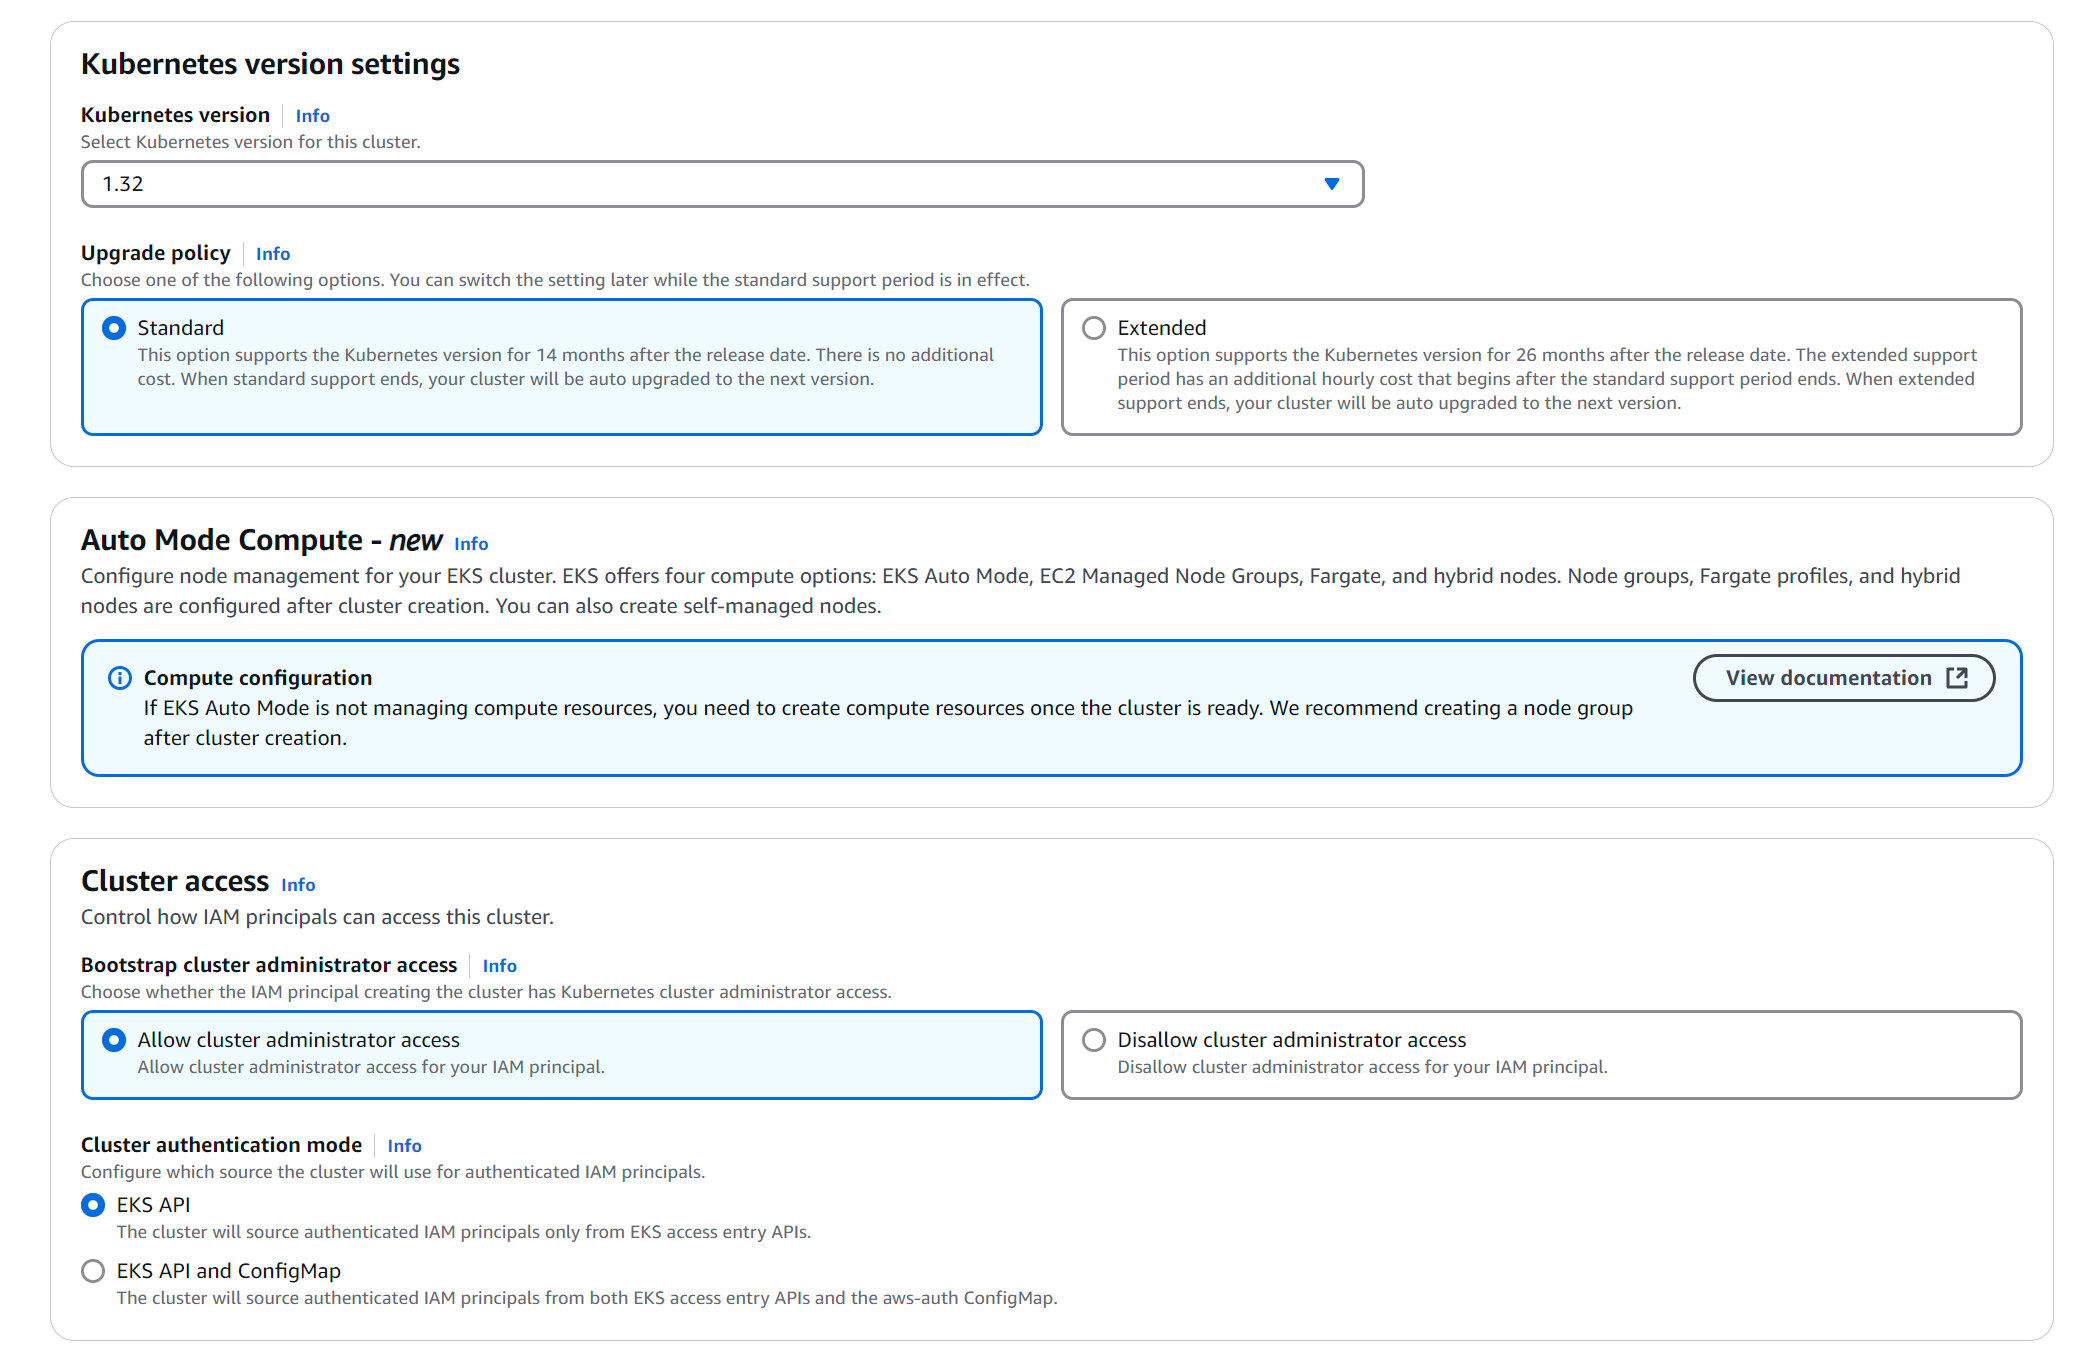 Kubernetes version settings
Kubernetes version Info
Select Kubernetes version for this cluster.
1.32
Upgrade policy Info
Choose one of the following options. You can switch the setting later while the standard support period is in effect.
Standard
This option supports the Kubernetes version for 14 months after the release date. There is no additional
cost. When standard support ends, your cluster will be auto upgraded to the next version.
Extended
This option supports the Kubernetes version for 26 months after the release date. The extended support
period has an additional hourly cost that begins after the standard support period ends. When extended
support ends, your cluster will be auto upgraded to the next version.
Auto Mode Compute - new Info
Configure node management for your EKS cluster. EKS offers four compute options: EKS Auto Mode, EC2 Managed Node Groups, Fargate, and hybrid nodes. Node groups, Fargate profiles, and hybrid
nodes are configured after cluster creation. You can also create self-managed nodes.
Compute configuration
If EKS Auto Mode is not managing compute resources, you need to create compute resources once the cluster is ready. We recommend creating a node group
after cluster creation.
View documentation
Cluster access Info
Control how IAM principals can access this cluster.
Bootstrap cluster administrator access Info
Choose whether the IAM principal creating the cluster has Kubernetes cluster administrator access.
Allow cluster administrator access
Allow cluster administrator access for your IAM principal.
Disallow cluster administrator access
Disallow cluster administrator access for your IAM principal.
Cluster authentication mode Info
Configure which source the cluster will use for authenticated IAM principals.
EKS API
The cluster will source authenticated IAM principals only from EKS access entry APIs.
EKS API and ConfigMap
The cluster will source authenticated IAM principals from both EKS access entry APIs and the aws-auth ConfigMap.